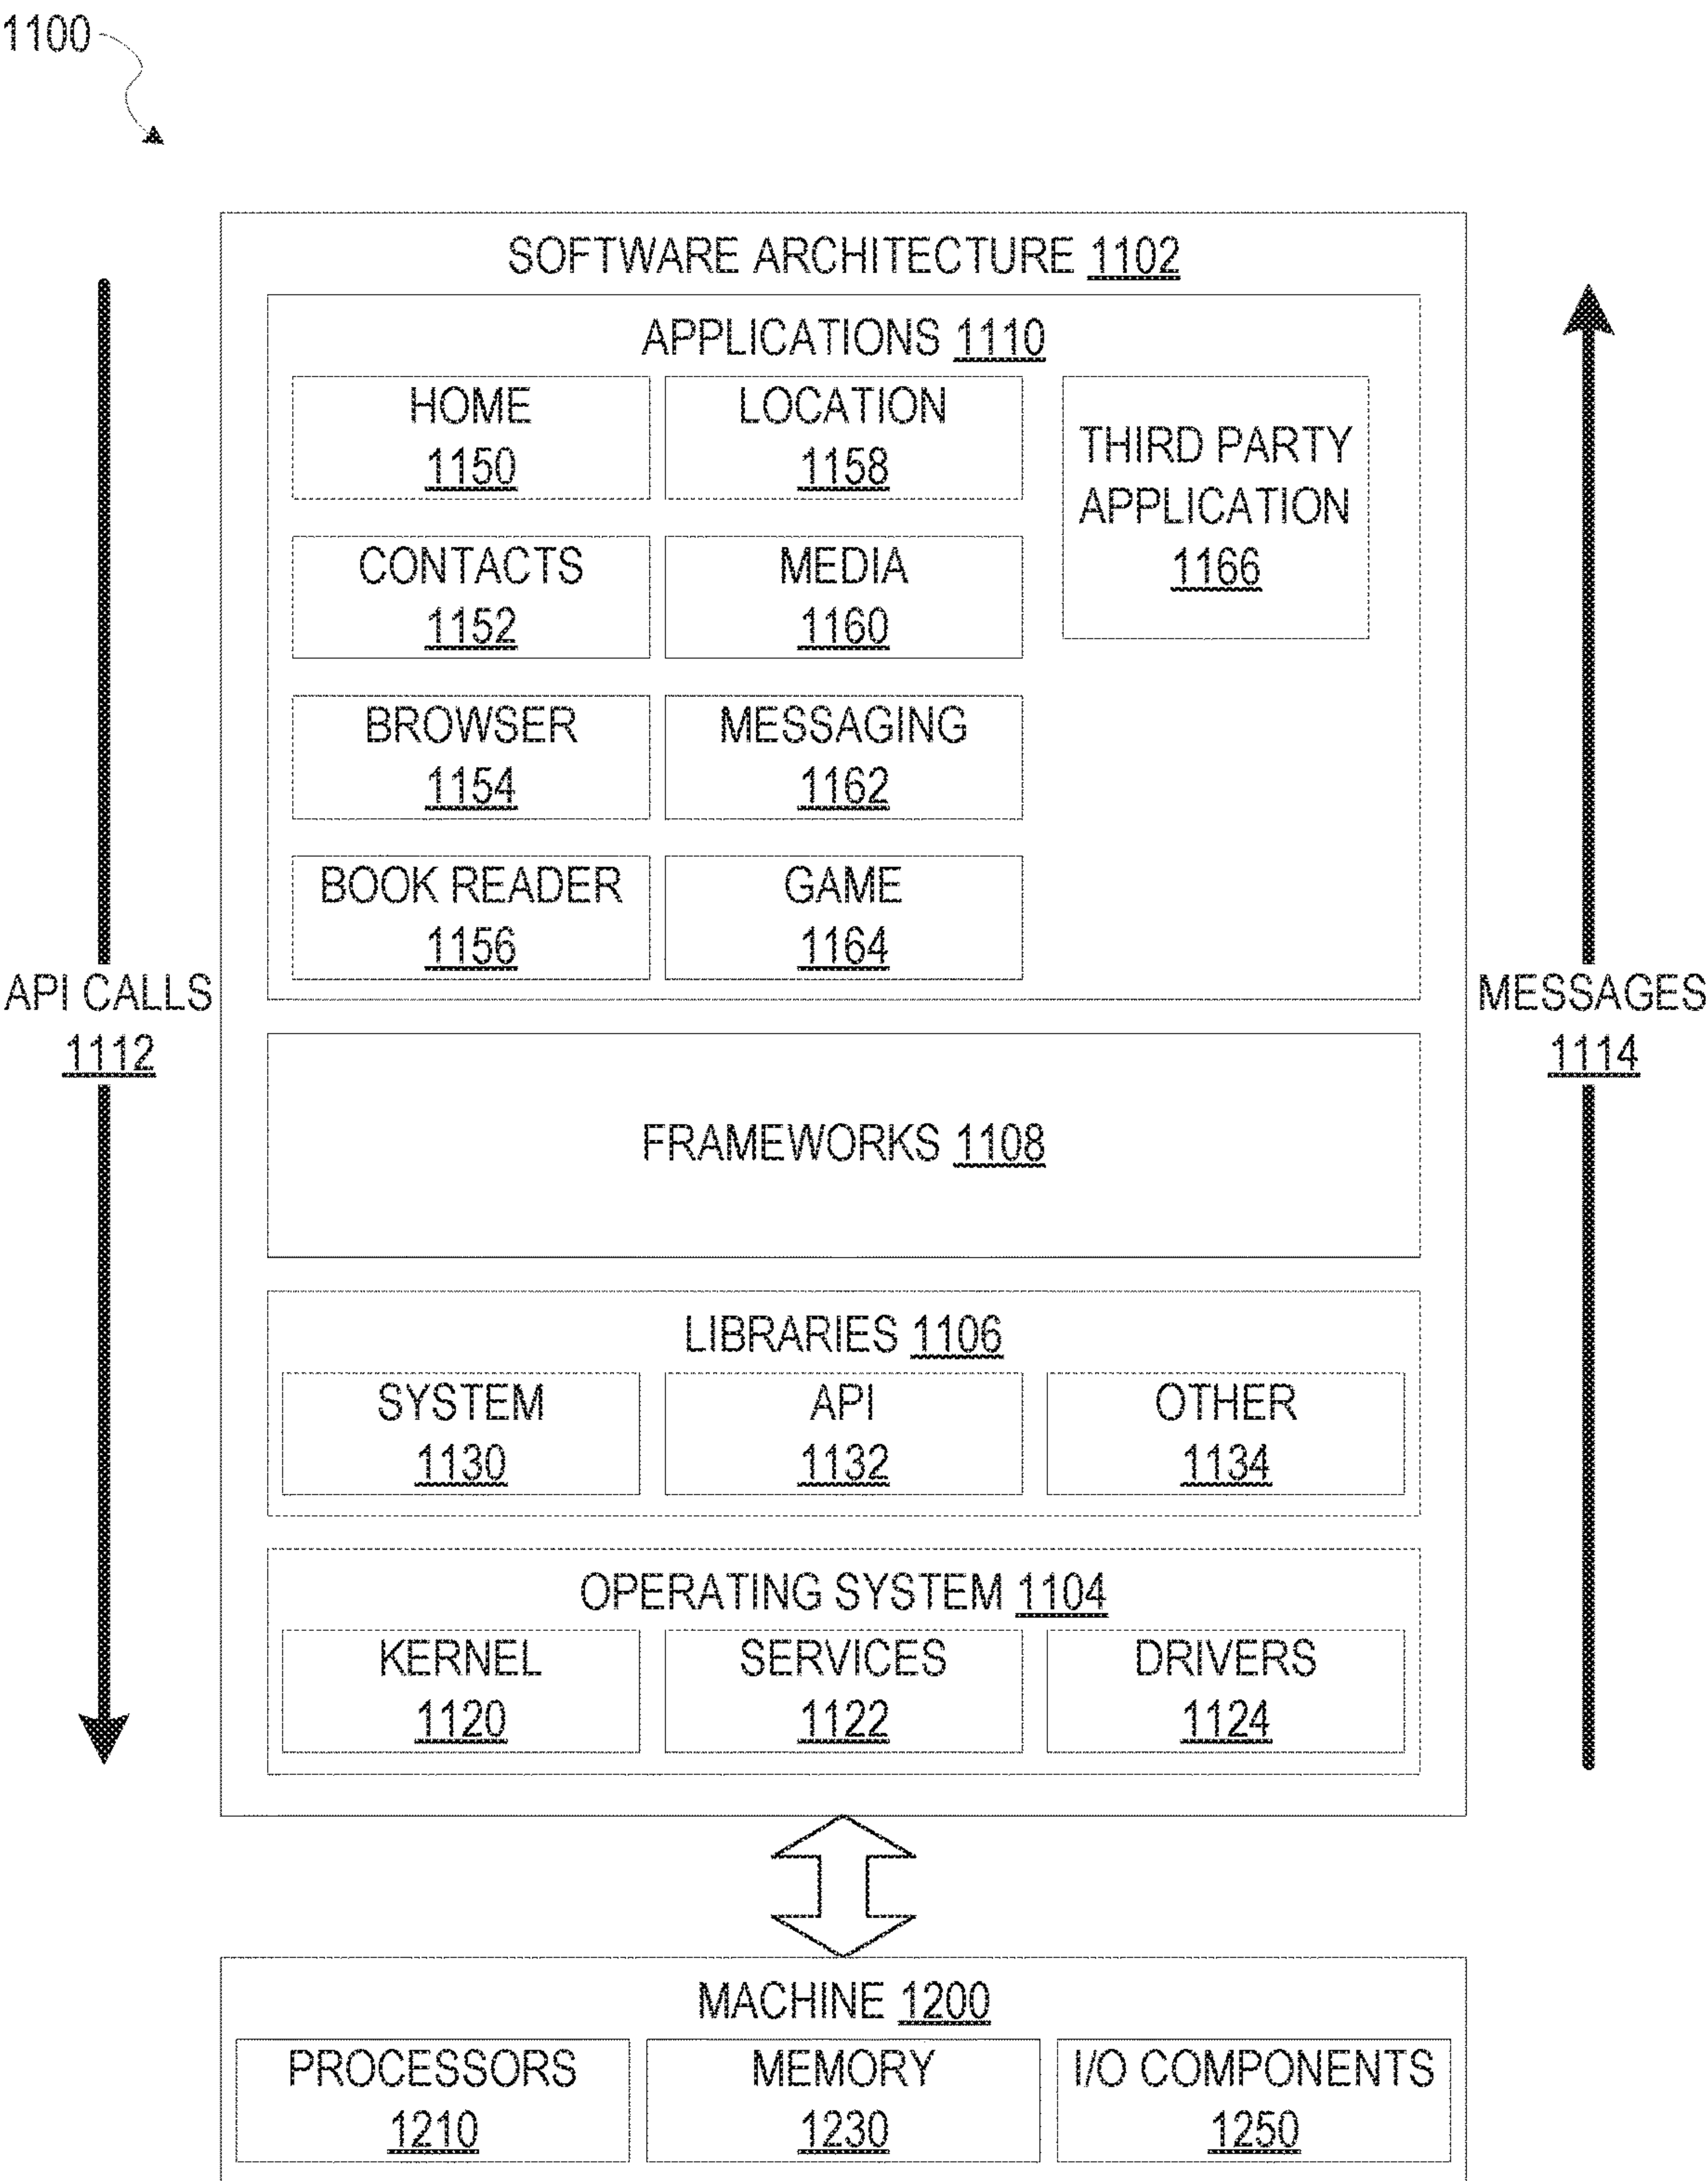 1100
SOFTWARE ARCHITECTURE 1102
APPLICATIONS 1110
HOME
1150
LOCATION
1158
THIRD PARTY
APPLICATION
1166
CONTACTS
1152
MEDIA
1160
BROWSER
1154
MESSAGING
1162
BOOK READER
1156
GAME
1164
API CALLS
1112
MESSAGES
1114
FRAMEWORKS 1108
LIBRARIES 1106
SYSTEM
1130
API
1132
OTHER
1134
OPERATING SYSTEM 1104
KERNEL
1120
SERVICES
1122
DRIVERS
1124
MACHINE 1200
PROCESSORS
1210
MEMORY
1230
I/O COMPONENTS
1250